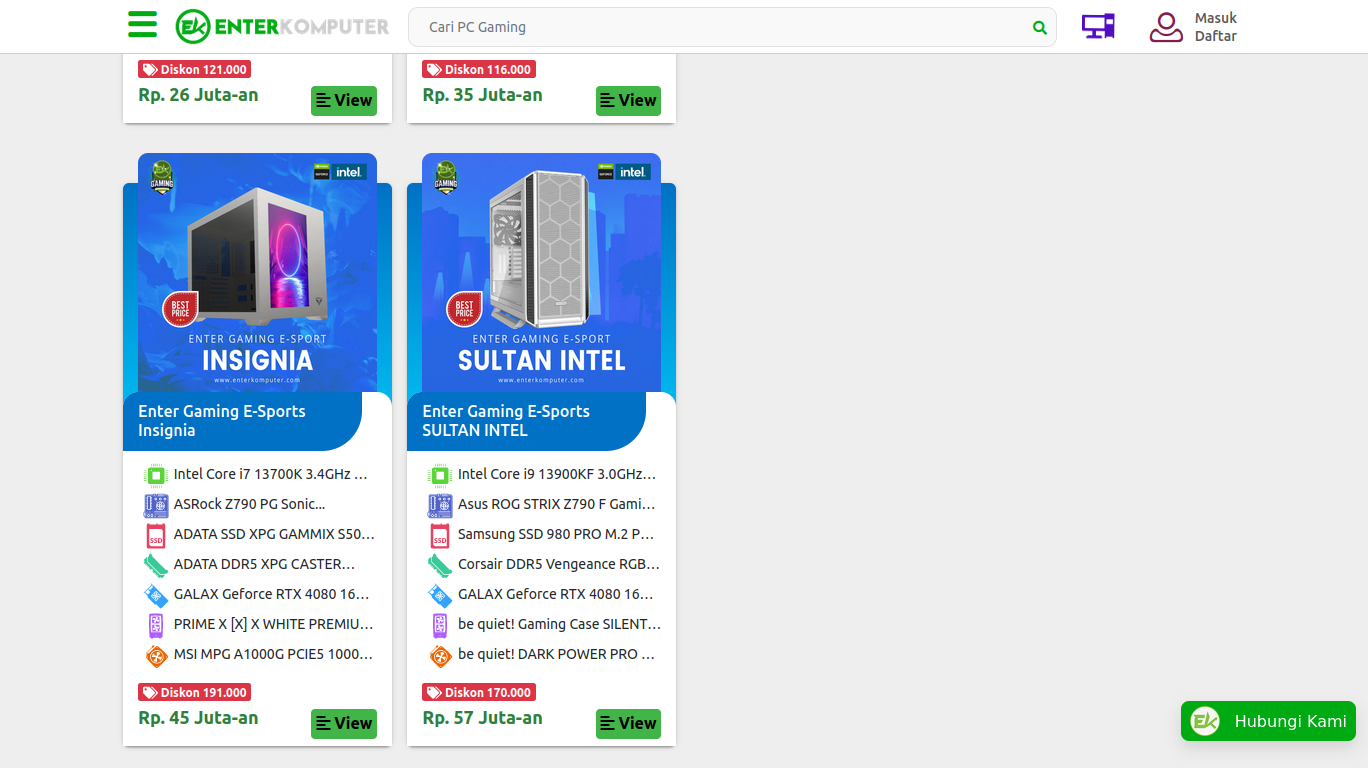 ENTERKOMPUTER
Cari PC Gaming
Masuk
Daftar
Diskon 121.000
Rp. 26 Juta-an
View
Diskon 116.000
Rp. 35 Juta-an
View
EK
GAMING
intel.
BEST
PRICE
ENTER GAMING E-SPORT
INSIGNIA
www.enterkomputer.com
Enter Gaming E-Sports
Insignia
Intel Core i7 13700K 3.4GHz ...
ASRock Z790 PG Sonic...
SSD
ADATA SSD XPG GAMMIX S50...
ADATA DDR5 XPG CASTER...
GALAX Geforce RTX 4080 16...
PRIME X [X] X WHITE PREMIU...
MSI MPG A1000G PCIE5 1000...
Diskon 191.000
Rp. 45 Juta-an
View
EK
GAMING
intel.
BEST
PRICE
ENTER GAMING E-SPORT
SULTAN INTEL
www.enterkomputer.com
Enter Gaming E-Sports
SULTAN INTEL
Intel Core i9 13900KF 3.0GHz...
Asus ROG STRIX Z790 F Gami...
SSD
Samsung SSD 980 PRO M.2 P...
Corsair DDR5 Vengeance RGB...
GALAX Geforce RTX 4080 16...
be quiet! Gaming Case SILENT...
be quiet! DARK POWER PRO ...
Diskon 170.000
Rp. 57 Juta-an
View
EK Hubungi Kami